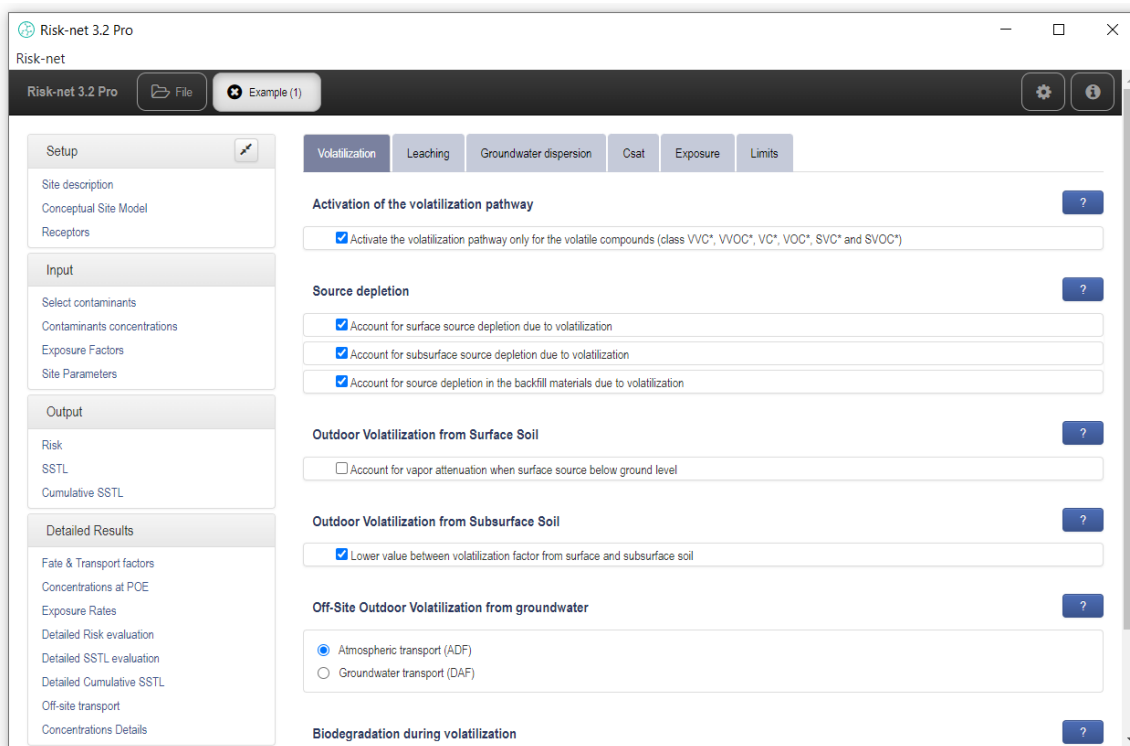 Risk-net 3.2 Pro
Risk-net
Risk-net 3.2 Pro
File
Example (1)
Setup
Site description
Conceptual Site Model
Receptors
Input
Select contaminants
Contaminants concentrations
Exposure Factors
Site Parameters
Output
Risk
SSTL
Cumulative SSTL
Detailed Results
Fate & Transport factors
Concentrations at POE
Exposure Rates
Detailed Risk evaluation
Detailed SSTL evaluation
Detailed Cumulative SSTL
Off-site transport
Concentrations Details
Volatilization
Leaching
Groundwater dispersion
Csat
Exposure
Limits
Activation of the volatilization pathway
?
Activate the volatilization pathway only for the volatile compounds (class VVC*, VVOC*, VC*, VOC*, SVC* and SVOC*)
Source depletion
?
Account for surface source depletion due to volatilization
Account for subsurface source depletion due to volatilization
Account for source depletion in the backfill materials due to volatilization
Outdoor Volatilization from Surface Soil
?
Account for vapor attenuation when surface source below ground level
Outdoor Volatilization from Subsurface Soil
?
Lower value between volatilization factor from surface and subsurface soil
Off-Site Outdoor Volatilization from groundwater
?
Atmospheric transport (ADF)
Groundwater transport (DAF)
Biodegradation during volatilization
?